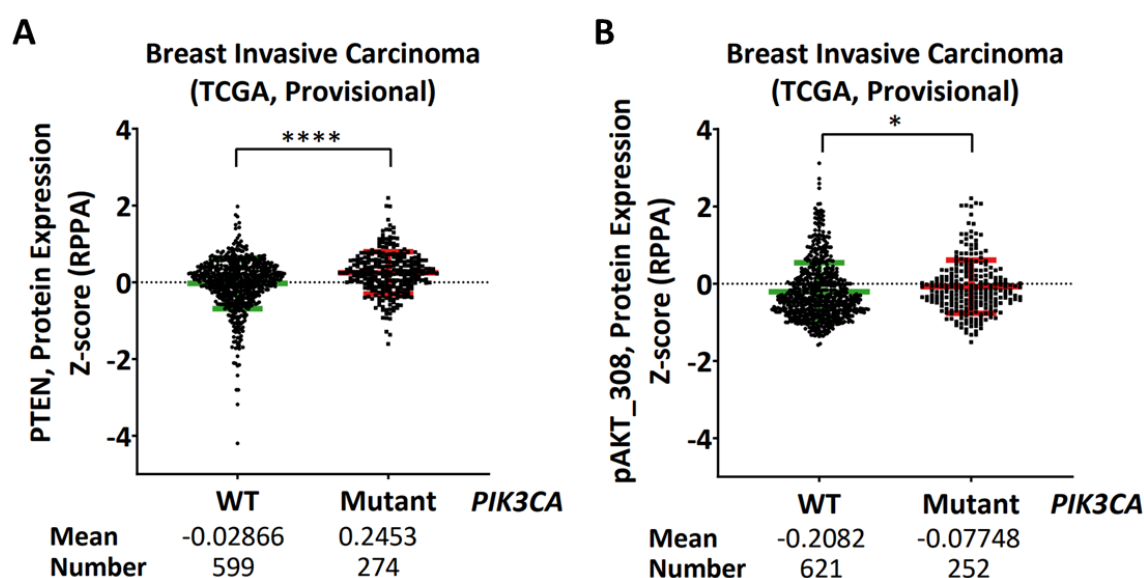 A
Breast Invasive Carcinoma
(TCGA, Provisional)
PTEN, Protein Expression
Z-score (RPPA)
4
2
0
-2
-4
****
WT Mutant PIK3CA
Mean -0.02866 0.2453
Number 599 274
B
Breast Invasive Carcinoma
(TCGA, Provisional)
pAKT_308, Protein Expression
Z-score (RPPA)
4
2
0
-2
-4
*
WT Mutant PIK3CA
Mean -0.2082 -0.07748
Number 621 252